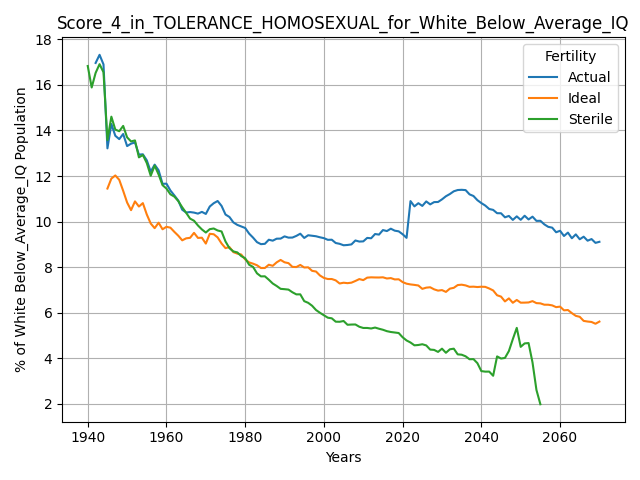 Score_4_in_TOLERANCE_HOMOSEXUAL_for_White_Below_Average_IQ
Fertility
Actual
Ideal
Sterile
% of White Below_Average_IQ Population
18
16
14
12
10
8
6
4
2
1940 1960 1980 2000 2020 2040 2060
Years